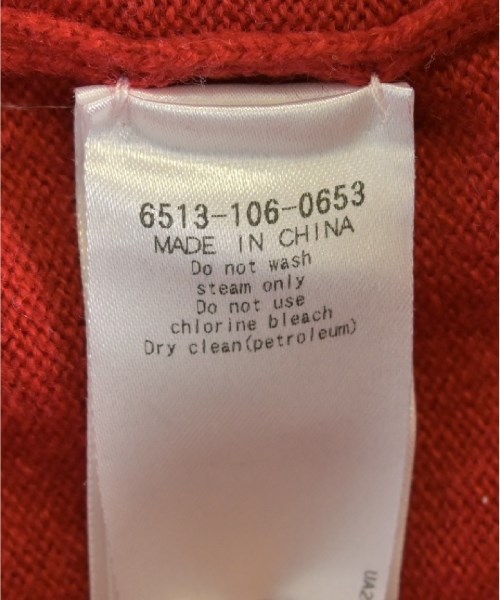 6513-106-0653
MADE IN CHINA
Do not wash
steam only
Do not use
chlorine bleach
Dry clean(petroleum)